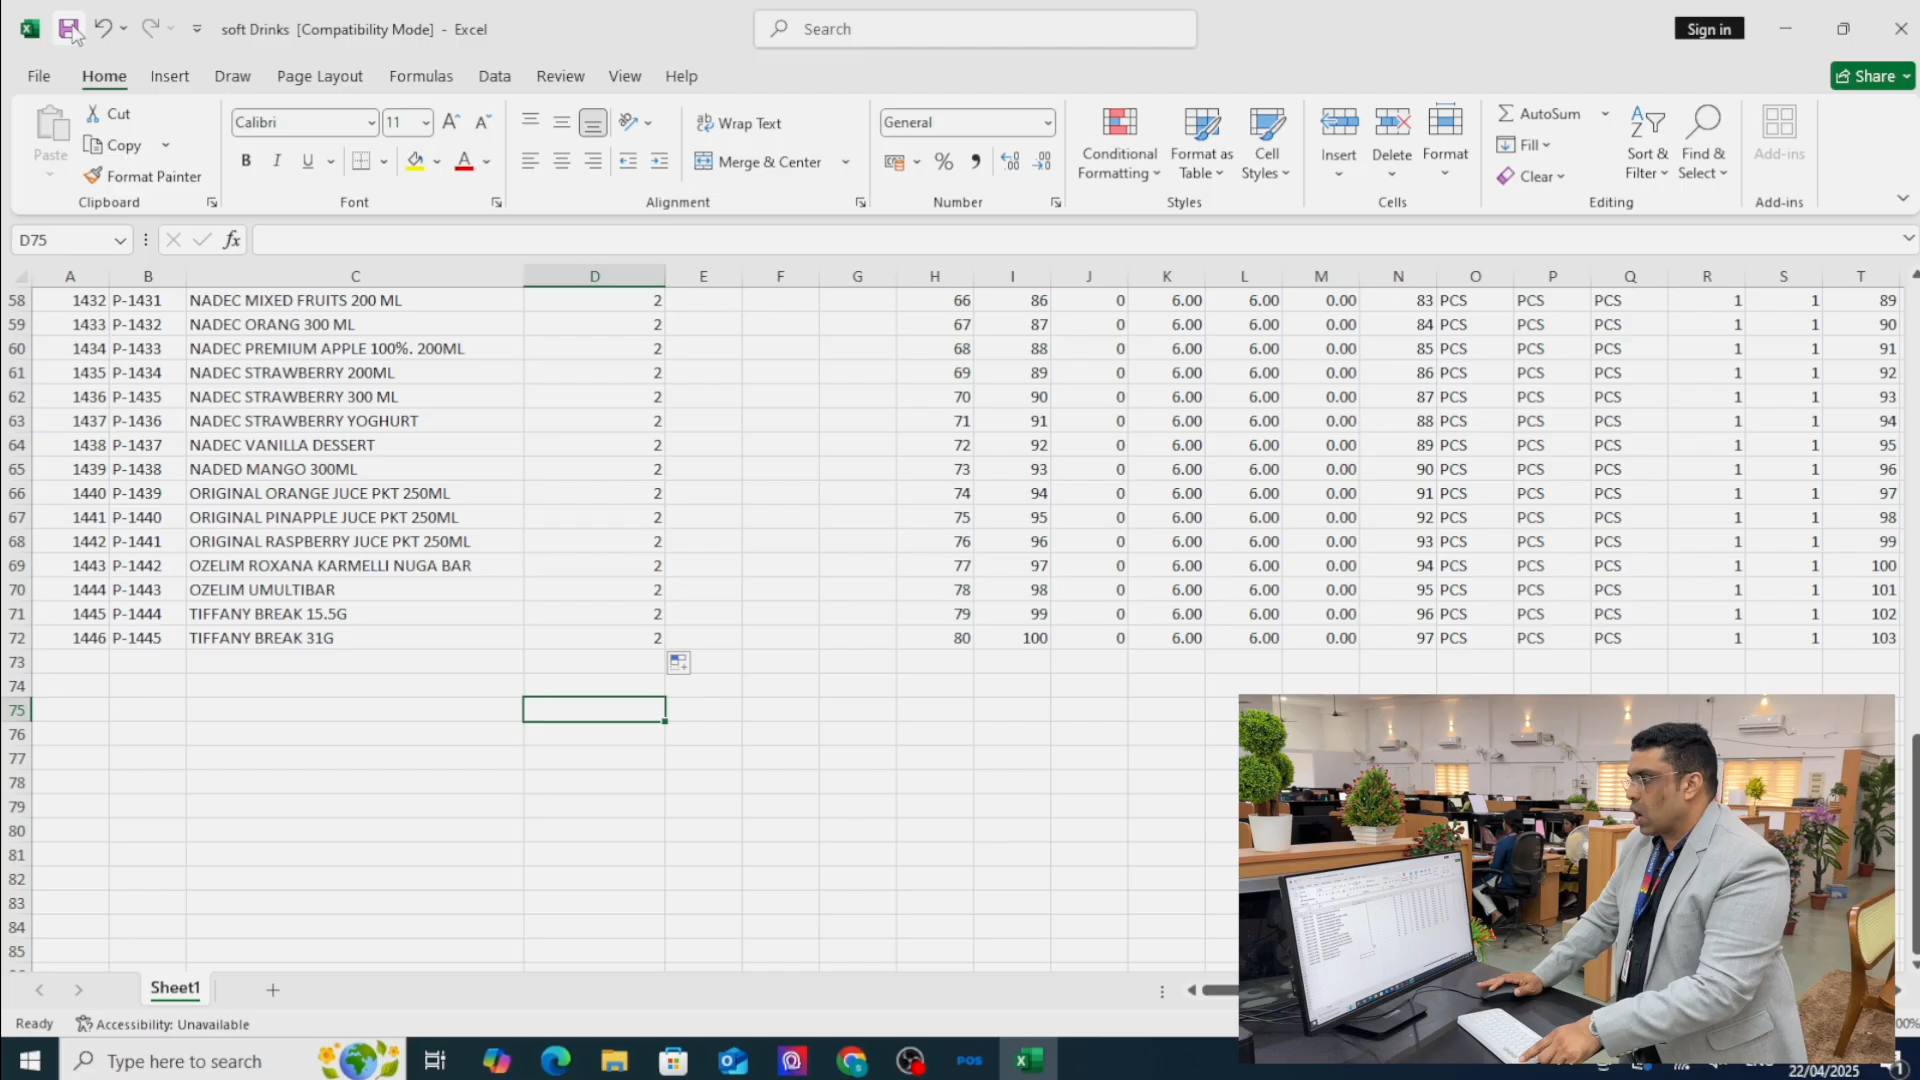 soft Drinks [Compatibility Mode] - Excel
Search
Sign in
File Home Insert Draw Page Layout Formulas Data Review View Help
Share
Paste
Cut
Copy
Format Painter
Clipboard
Calibri 11
B I U
Font
Wrap Text
Merge & Center
Alignment
General
Number
Conditional Formatting
Format as Table
Cell Styles
Styles
Insert Delete Format
Cells
AutoSum
Fill
Clear
Sort & Filter
Find & Select
Editing
Add-ins
Add-ins
D75
fx
A B C D E F G H I J K L M N O P Q R S T
58 1432 P-1431 NADEC MIXED FRUITS 200 ML 2 66 86 0 6.00 6.00 0.00 83 PCS PCS PCS 1 1 89
59 1433 P-1432 NADEC ORANG 300 ML 2 67 87 0 6.00 6.00 0.00 84 PCS PCS PCS 1 1 90
60 1434 P-1433 NADEC PREMIUM APPLE 100%. 200ML 2 68 88 0 6.00 6.00 0.00 85 PCS PCS PCS 1 1 91
61 1435 P-1434 NADEC STRAWBERRY 200ML 2 69 89 0 6.00 6.00 0.00 86 PCS PCS PCS 1 1 92
62 1436 P-1435 NADEC STRAWBERRY 300 ML 2 70 90 0 6.00 6.00 0.00 87 PCS PCS PCS 1 1 93
63 1437 P-1436 NADEC STRAWBERRY YOGHURT 2 71 91 0 6.00 6.00 0.00 88 PCS PCS PCS 1 1 94
64 1438 P-1437 NADEC VANILLA DESSERT 2 72 92 0 6.00 6.00 0.00 89 PCS PCS PCS 1 1 95
65 1439 P-1438 NADED MANGO 300ML 2 73 93 0 6.00 6.00 0.00 90 PCS PCS PCS 1 1 96
66 1440 P-1439 ORIGINAL ORANGE JUCE PKT 250ML 2 74 94 0 6.00 6.00 0.00 91 PCS PCS PCS 1 1 97
67 1441 P-1440 ORIGINAL PINAPPLE JUCE PKT 250ML 2 75 95 0 6.00 6.00 0.00 92 PCS PCS PCS 1 1 98
68 1442 P-1441 ORIGINAL RASPBERRY JUCE PKT 250ML 2 76 96 0 6.00 6.00 0.00 93 PCS PCS PCS 1 1 99
69 1443 P-1442 OZELIM ROXANA KARMELLI NUGA BAR 2 77 97 0 6.00 6.00 0.00 94 PCS PCS PCS 1 1 100
70 1444 P-1443 OZELIM UMULTIBAR 2 78 98 0 6.00 6.00 0.00 95 PCS PCS PCS 1 1 101
71 1445 P-1444 TIFFANY BREAK 15.5G 2 79 99 0 6.00 6.00 0.00 96 PCS PCS PCS 1 1 102
72 1446 P-1445 TIFFANY BREAK 31G 2 80 100 0 6.00 6.00 0.00 97 PCS PCS PCS 1 1 103
73
74
75
76
77
78
79
80
81
82
83
84
85
Sheet1
Ready Accessibility: Unavailable
Type here to search
POS
22/04/2025